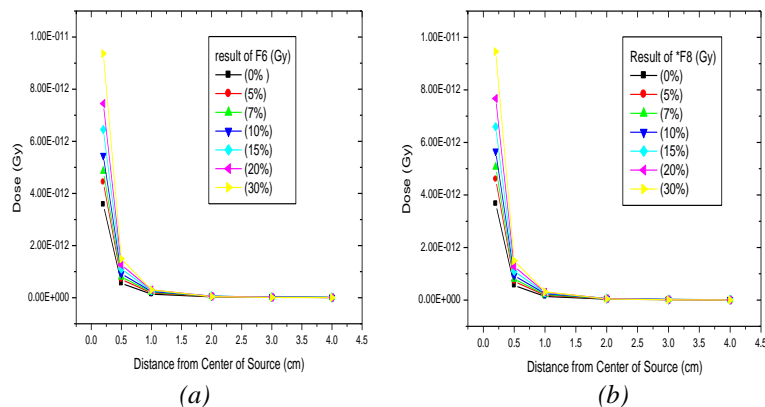 1.00E-011
8.00E-012
6.00E-012
4.00E-012
2.00E-012
0.00E+000
Dose (Gy)
result of F6 (Gy)
(0% )
(5%)
(7%)
(10%)
(15%)
(20%)
(30%)
0.0 0.5 1.0 1.5 2.0 2.5 3.0 3.5 4.0 4.5
Distance from Center of Source (cm)
(a)
1.00E-011
8.00E-012
6.00E-012
4.00E-012
2.00E-012
0.00E+000
Dose (Gy)
Result of *F8 (Gy)
(0%)
(5%)
(7%)
(10%)
(15%)
(20%)
(30%)
0.0 0.5 1.0 1.5 2.0 2.5 3.0 3.5 4.0 4.5
Distance from Center of Source (cm)
(b)